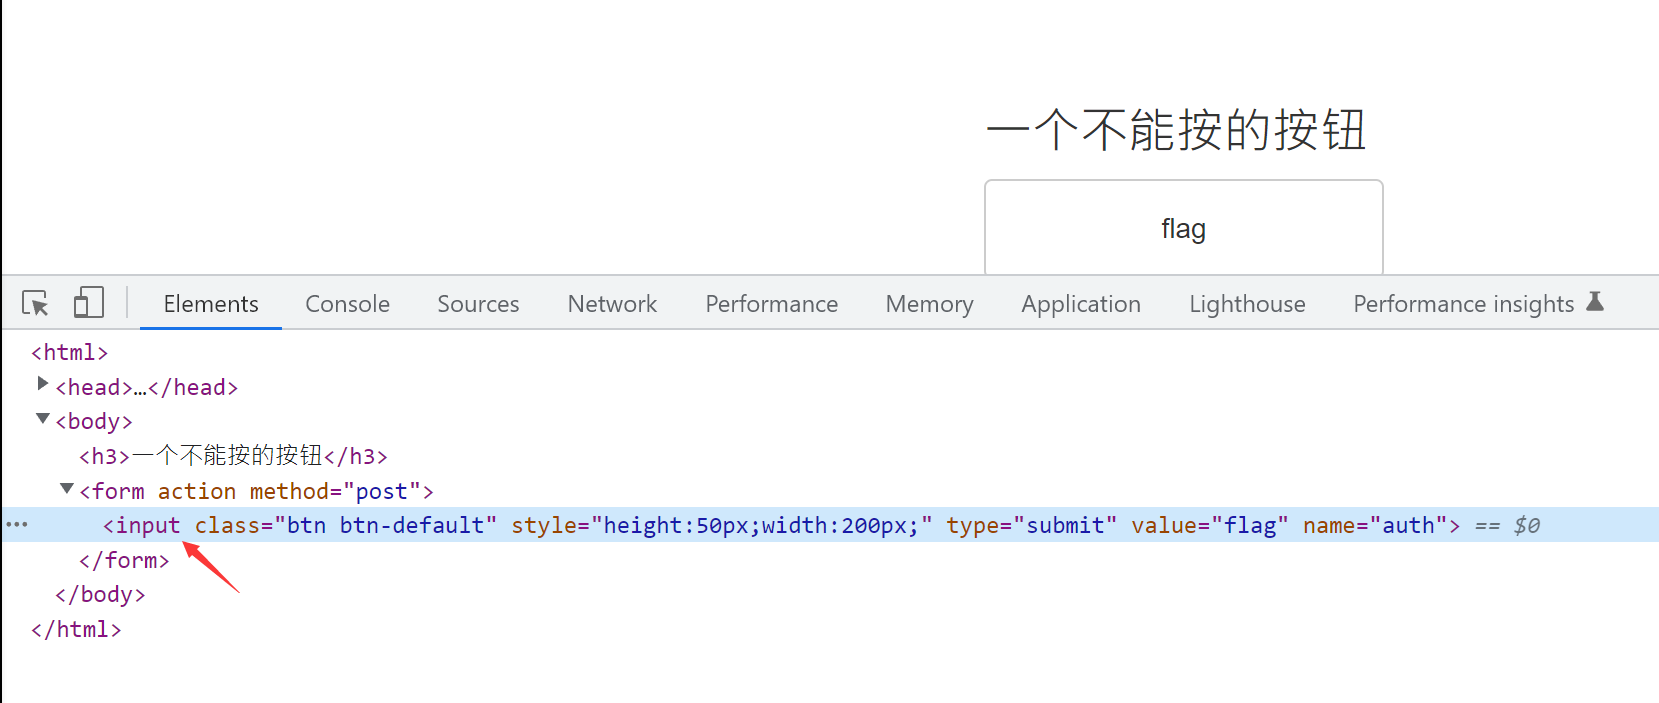 一个不能按的按钮
flag
Elements Console Sources Network Performance Memory Application Lighthouse Performance insights
<html>
<head>…</head>
<body>
<h3>一个不能按的按钮</h3>
<form action method="post">
<input class="btn btn-default" style="height:50px;width:200px;" type="submit" value="flag" name="auth"> == $0
</form>
</body>
</html>